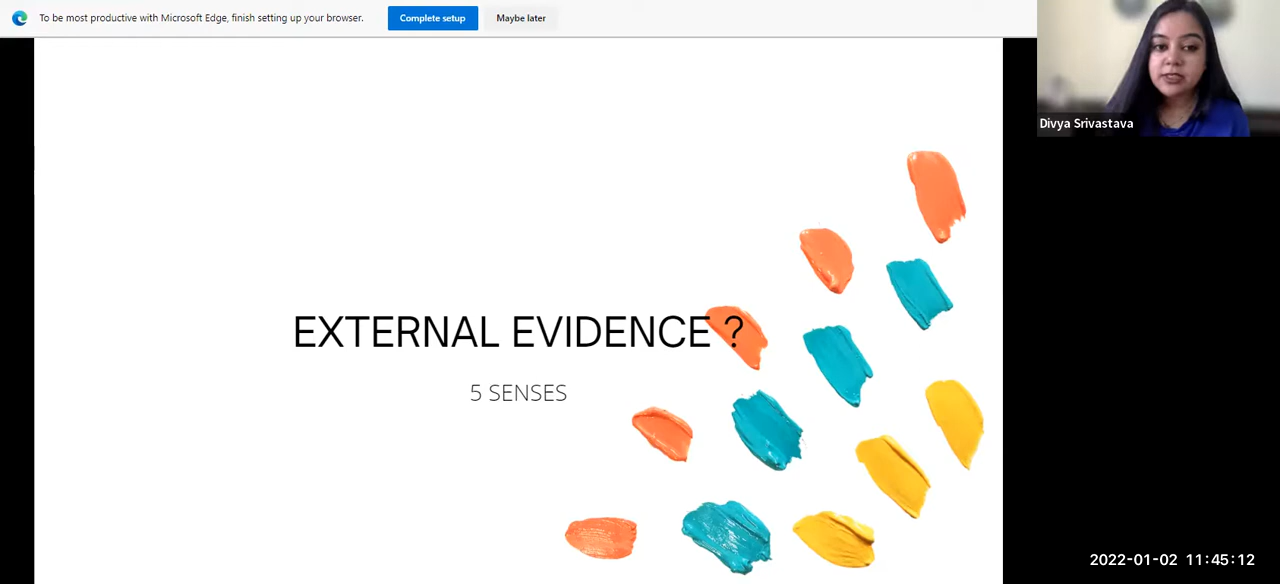 To be most productive with Microsoft Edge, finish setting up your browser. Complete setup Maybe later
Divya Srivastava
EXTERNAL EVIDENCE ?
5 SENSES
2022-01-02 11:45:12